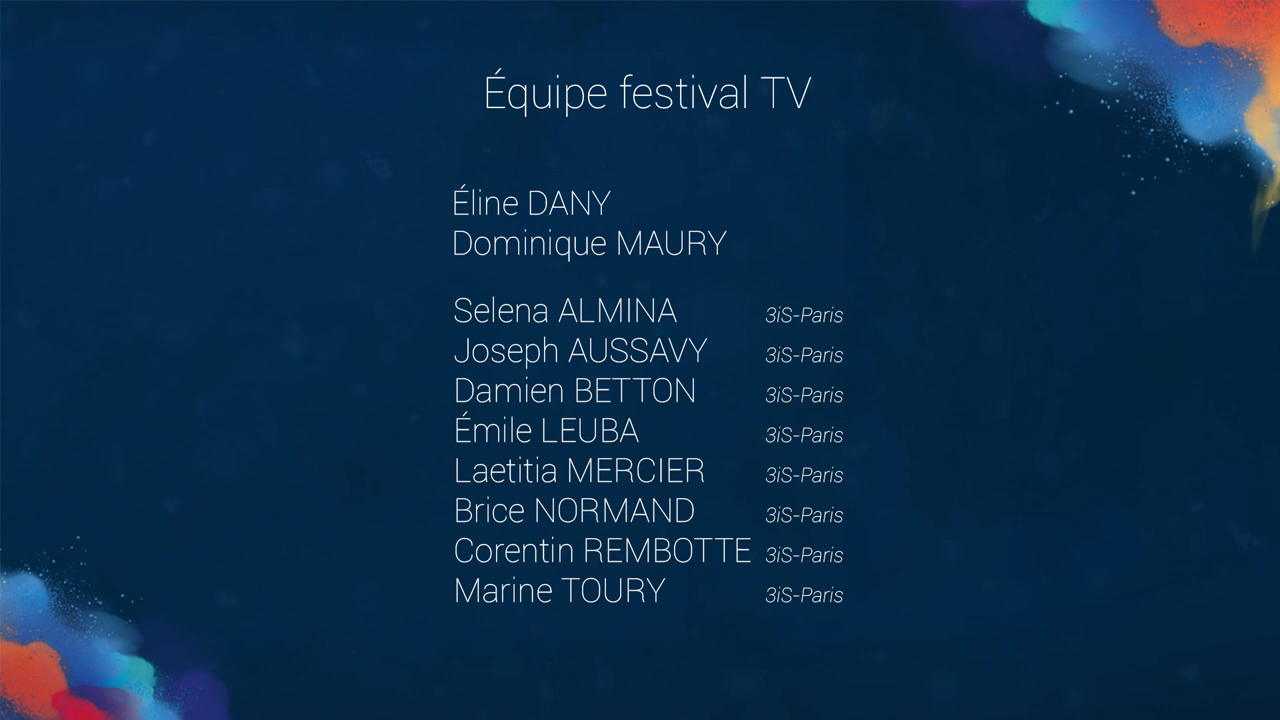 Équipe festival TV
Éline DANY
Dominique MAURY
Selena ALMINA 3iS-Paris
Joseph AUSSAVY 3iS-Paris
Damien BETTON 3iS-Paris
Émile LEUBA 3iS-Paris
Laetitia MERCIER 3iS-Paris
Brice NORMAND 3iS-Paris
Corentin REMBOTTE 3iS-Paris
Marine TOURY 3iS-Paris